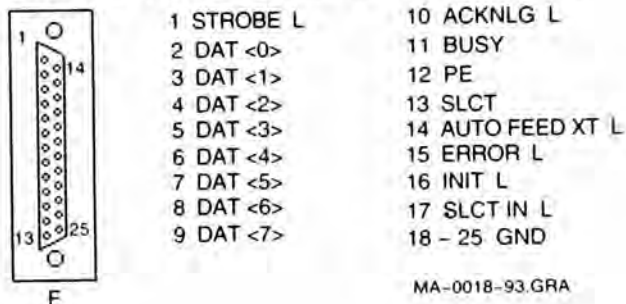 1
14
13
25
F
1 STROBE L
2 DAT <0>
3 DAT <1>
4 DAT <2>
5 DAT <3>
6 DAT <4>
7 DAT <5>
8 DAT <6>
9 DAT <7>
10 ACKNLG L
11 BUSY
12 PE
13 SLCT
14 AUTO FEED XT L
15 ERROR L
16 INIT L
17 SLCT IN L
18 – 25 GND
MA-0018-93.GRA